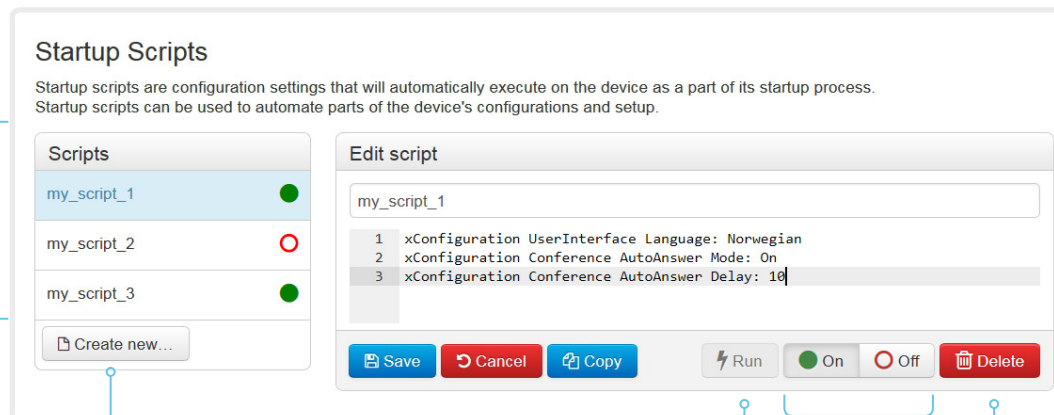 Startup Scripts
Startup scripts are configuration settings that will automatically execute on the device as a part of its startup process.
Startup scripts can be used to automate parts of the device's configurations and setup.
Scripts
my_script_1
my_script_2
my_script_3
Create new...
Edit script
my_script_1
1 xConfiguration UserInterface Language: Norwegian
2 xConfiguration Conference AutoAnswer Mode: On
3 xConfiguration Conference AutoAnswer Delay: 10
Save Cancel Copy Run On Off Delete